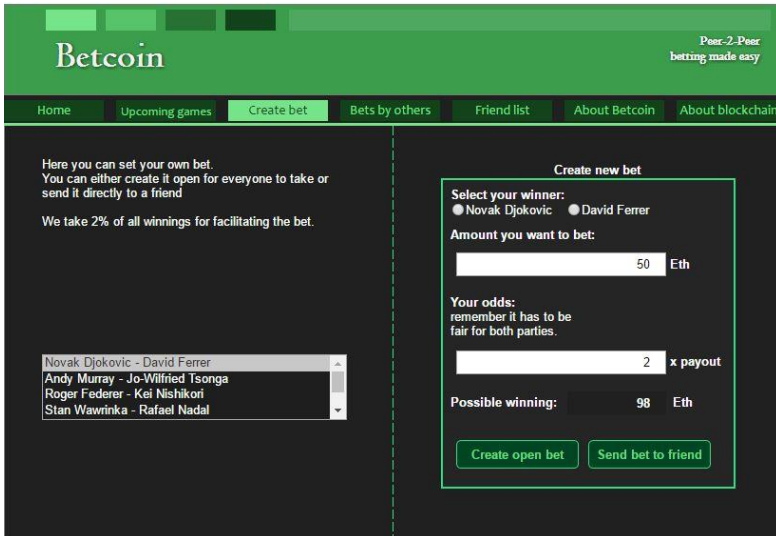 Betcoin
Peer-2-Peer
betting made easy
Home
Upcoming games
Create bet
Bets by others
Friend list
About Betcoin
About blockchain
Here you can set your own bet.
You can either create it open for everyone to take or
send it directly to a friend
We take 2% of all winnings for facilitating the bet.
Novak Djokovic - David Ferrer
Andy Murray - Jo-Wilfried Tsonga
Roger Federer - Kei Nishikori
Stan Wawrinka - Rafael Nadal
Create new bet
Select your winner:
Novak Djokovic David Ferrer
Amount you want to bet:
50 Eth
Your odds:
remember it has to be
fair for both parties.
2 x payout
Possible winning: 98 Eth
Create open bet Send bet to friend